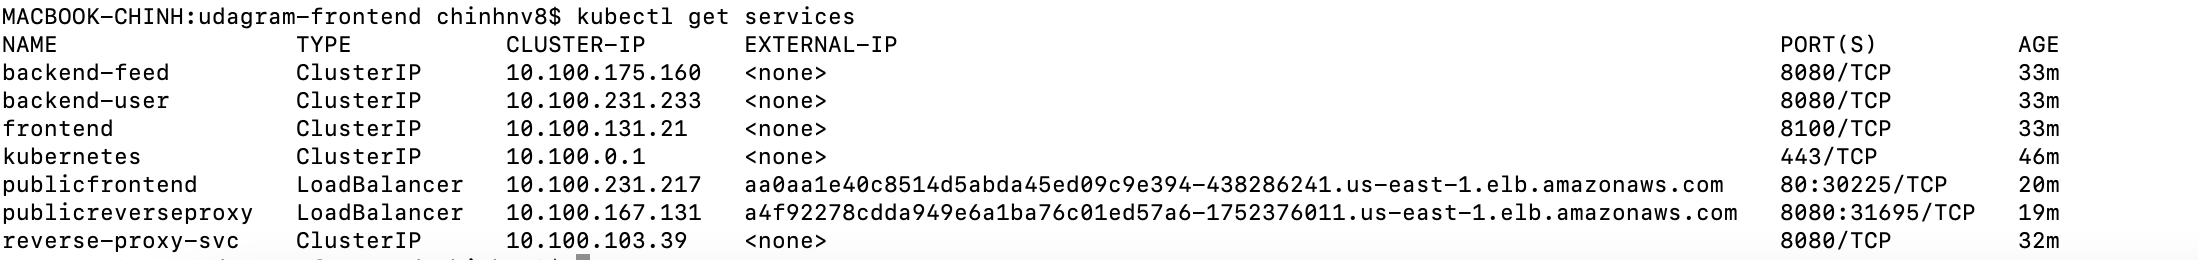 MACBOOK-CHINH:udagram-frontend chinhnv8$ kubectl get services
NAME TYPE CLUSTER-IP EXTERNAL-IP PORT(S) AGE
backend-feed ClusterIP 10.100.175.160 <none> 8080/TCP 33m
backend-user ClusterIP 10.100.231.233 <none> 8080/TCP 33m
frontend ClusterIP 10.100.131.21 <none> 8100/TCP 33m
kubernetes ClusterIP 10.100.0.1 <none> 443/TCP 46m
publicfrontend LoadBalancer 10.100.231.217 aa0aa1e40c8514d5abda45ed09c9e394-438286241.us-east-1.elb.amazonaws.com 80:30225/TCP 20m
publicreverseproxy LoadBalancer 10.100.167.131 a4f92278cdda949e6a1ba76c01ed57a6-1752376011.us-east-1.elb.amazonaws.com 8080:31695/TCP 19m
reverse-proxy-svc ClusterIP 10.100.103.39 <none> 8080/TCP 32m